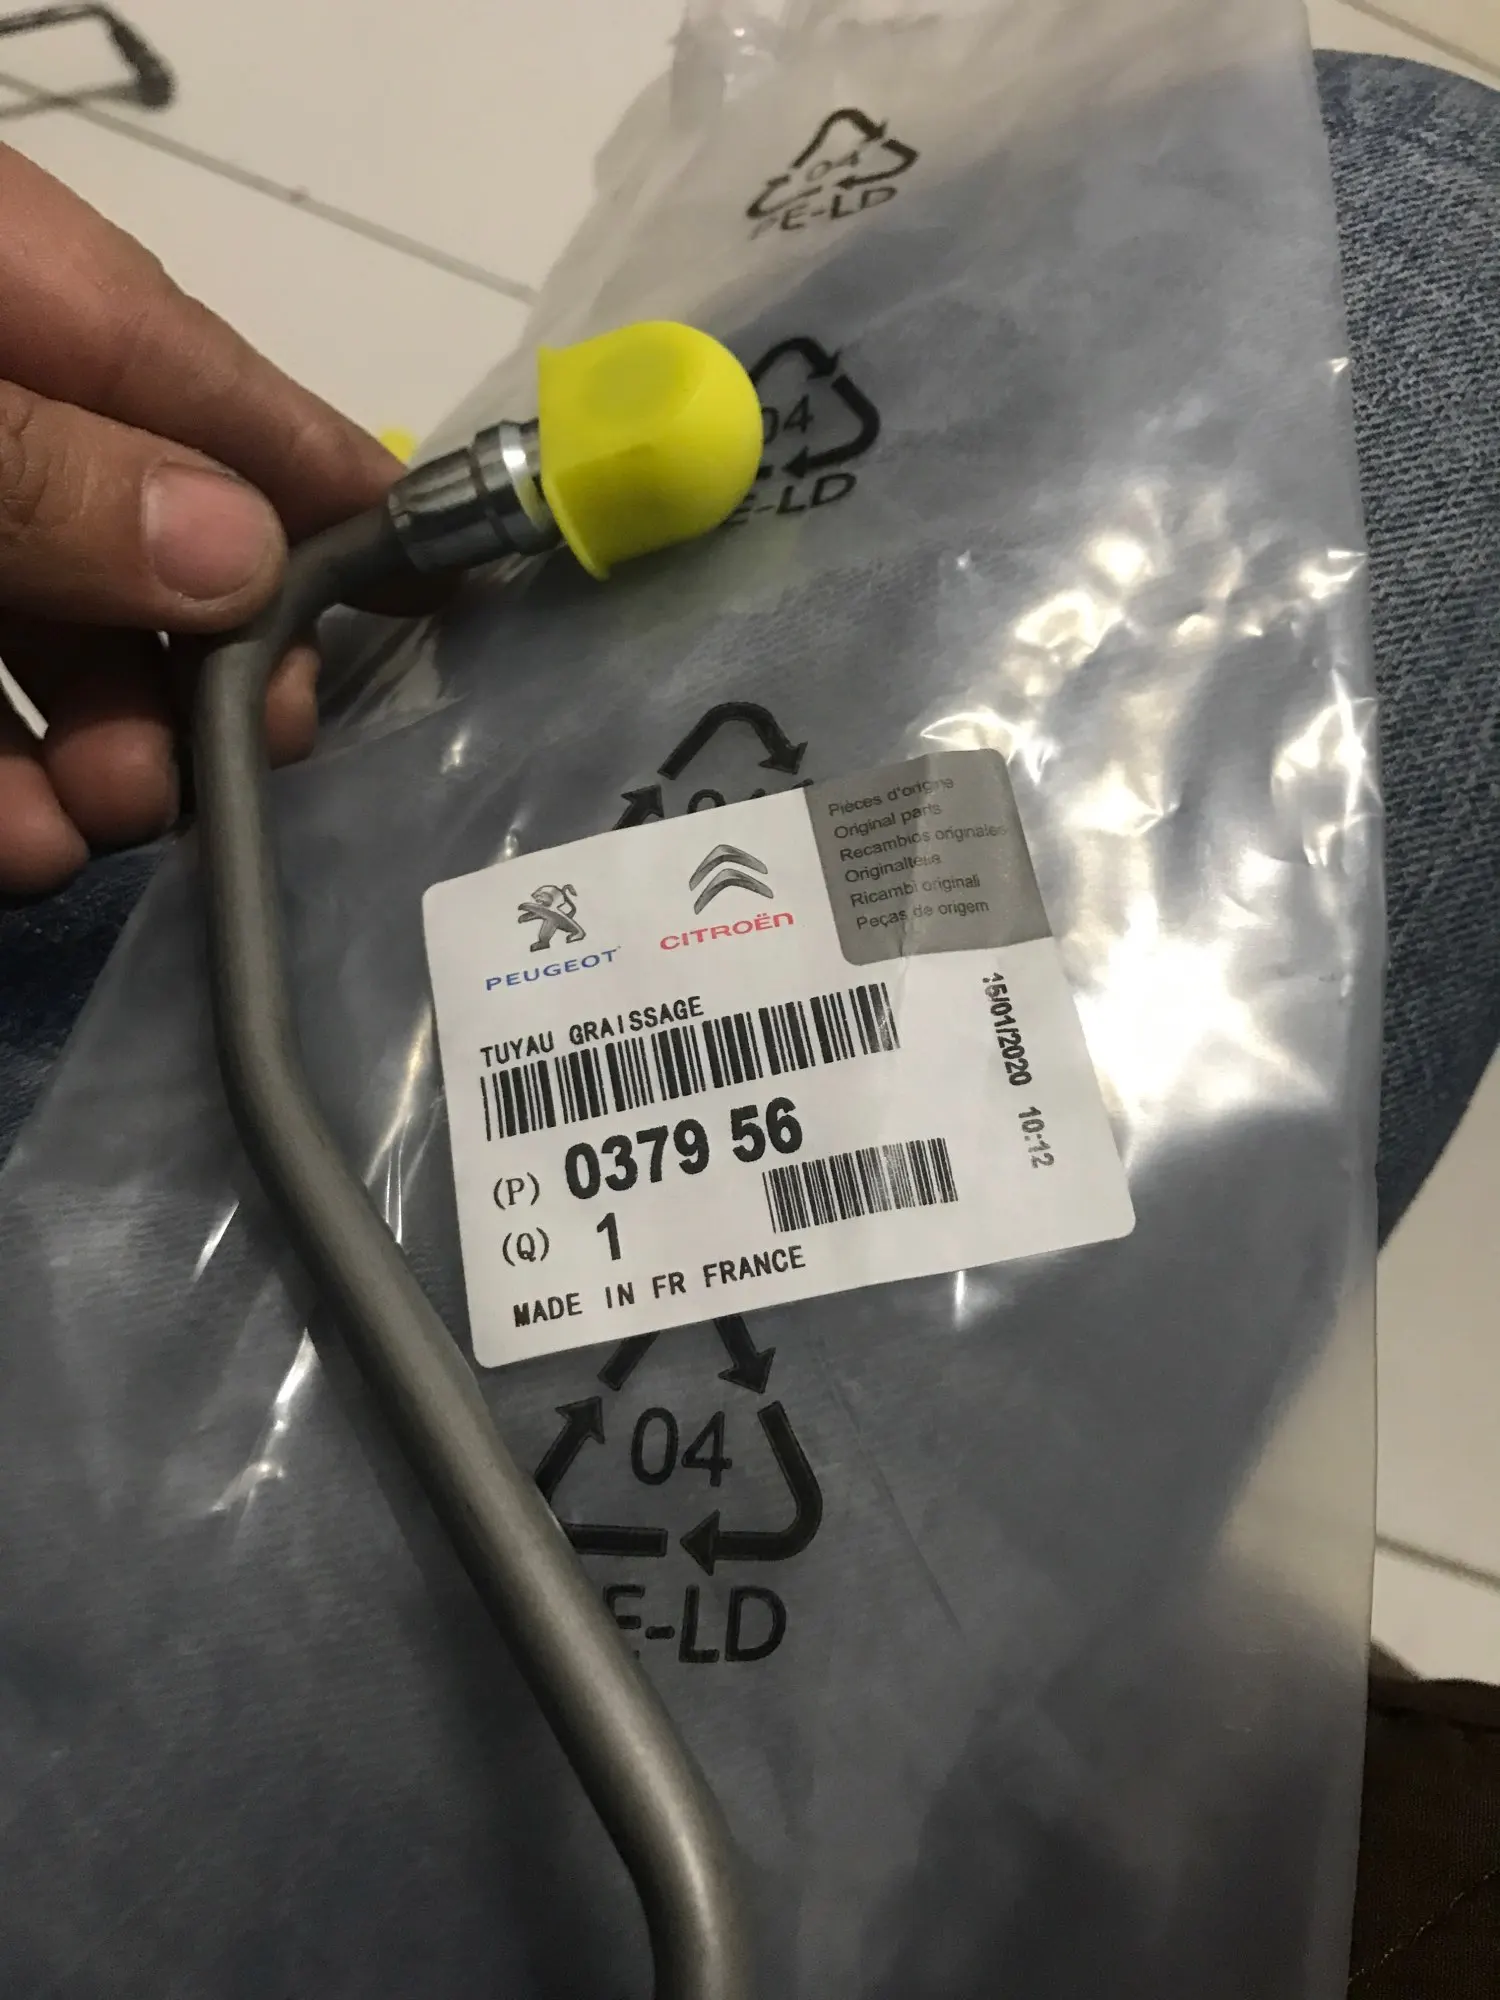 04
PE-LD
04
E-LD
PEUGEOT
CITROËN
Pièces d'origine
Original parts
Recambios originales
Originalteile
Ricambi originali
Peças de origem
TUYAU GRAISSAGE
15/01/2020 10:12
(P) 0379 56
(Q) 1
MADE IN FR FRANCE
04
E-LD